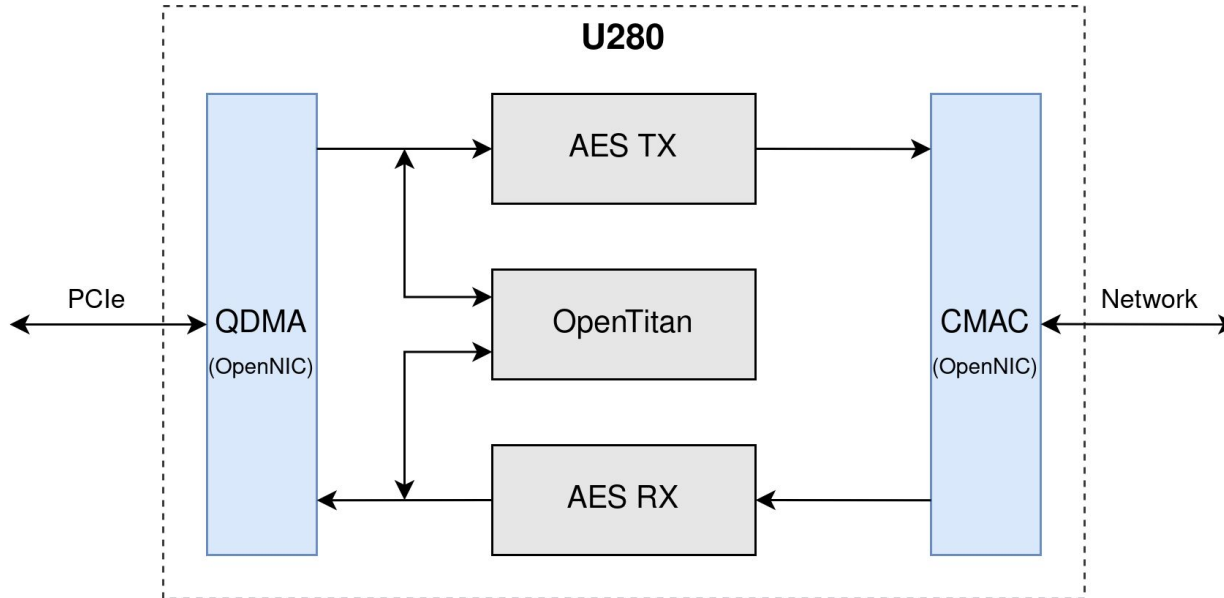 U280
AES TX
PCIe
QDMA
(OpenNIC)
OpenTitan
CMAC
(OpenNIC)
Network
AES RX